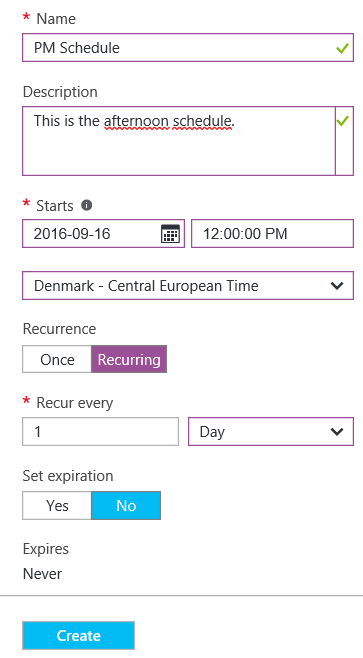 * Name
PM Schedule
Description
This is the afternoon schedule.
* Starts
2016-09-16 12:00:00 PM
Denmark - Central European Time
Recurrence
Once Recurring
* Recur every
1 Day
Set expiration
Yes No
Expires
Never
Create